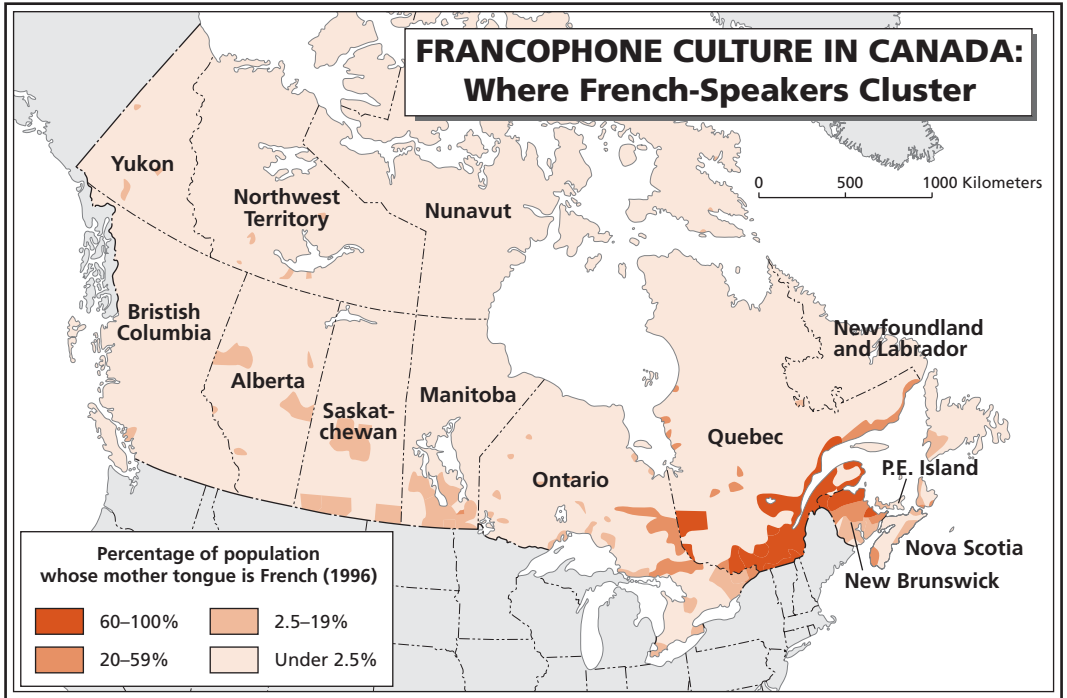 FRANCOPHONE CULTURE IN CANADA:
Where French-Speakers Cluster
0 500 1000 Kilometers
Yukon
Northwest
Territory
Nunavut
Bristish
Columbia
Alberta
Saskat-
chewan
Manitoba
Ontario
Quebec
Newfoundland
and Labrador
P.E. Island
Nova Scotia
New Brunswick
Percentage of population
whose mother tongue is French (1996)
60–100% 2.5–19%
20–59% Under 2.5%